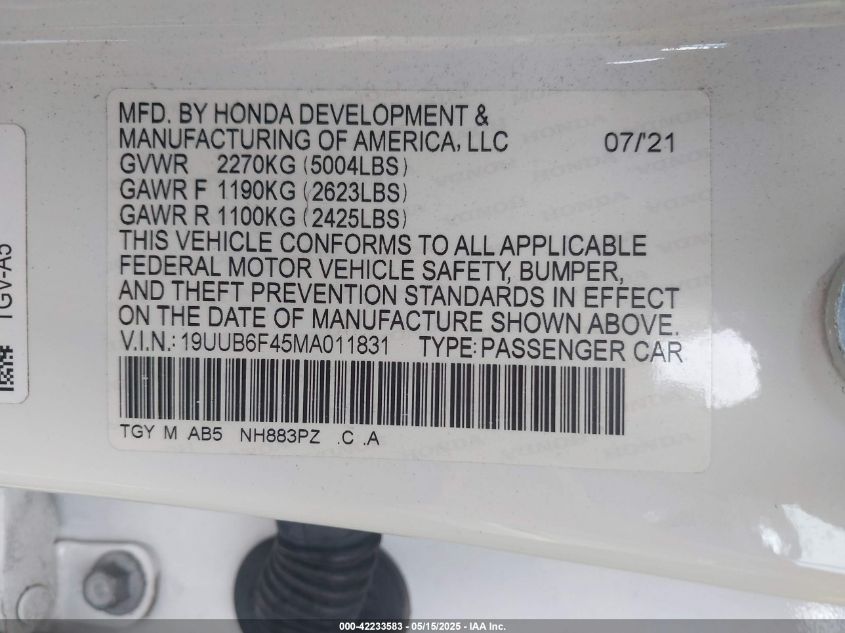 MFD. BY HONDA DEVELOPMENT &
MANUFACTURING OF AMERICA, LLC 07/'21
GVWR 2270KG (5004LBS)
GAWR F 1190KG (2623LBS)
GAWR R 1100KG (2425LBS)
THIS VEHICLE CONFORMS TO ALL APPLICABLE
FEDERAL MOTOR VEHICLE SAFETY, BUMPER,
AND THEFT PREVENTION STANDARDS IN EFFECT
ON THE DATE OF MANUFACTURE SHOWN ABOVE.
V.I.N.: 19UUB6F45MA011831 TYPE: PASSENGER CAR
TGY M AB5 NH883PZ .C .A
TGV-A5
000-42233583 - 05/15/2025 - IAA Inc.